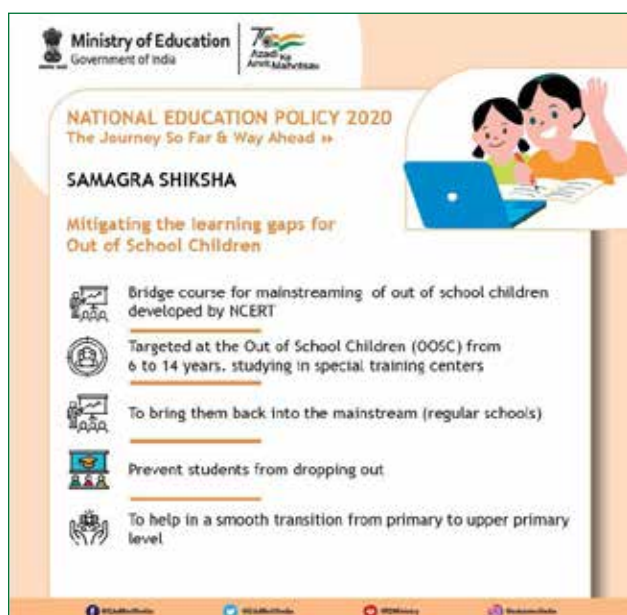 Ministry of Education
Government of India
Azadi Ka
Amrit Mahotsav
NATIONAL EDUCATION POLICY 2020
The Journey So Far & Way Ahead »
SAMAGRA SHIKSHA
Mitigating the learning gaps for
Out of School Children
Bridge course for mainstreaming of out of school children
developed by NCERT
Targeted at the Out of School Children (OOSC) from
6 to 14 years. studying in special training centers
To bring them back into the mainstream (regular schools)
Prevent students from dropping out
To help in a smooth transition from primary to upper primary
level